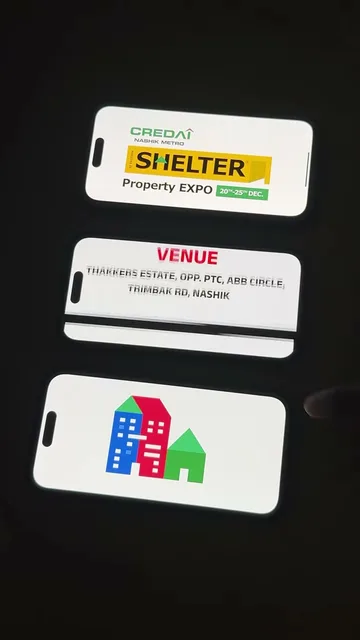 CREDAI
NASHIK METRO
SHELTER
Property EXPO 20TH-25TH DEC.
VENUE
THAKKERS ESTATE, OPP. PTC, ABB CIRCLE,
TRIMBAK RD, NASHIK